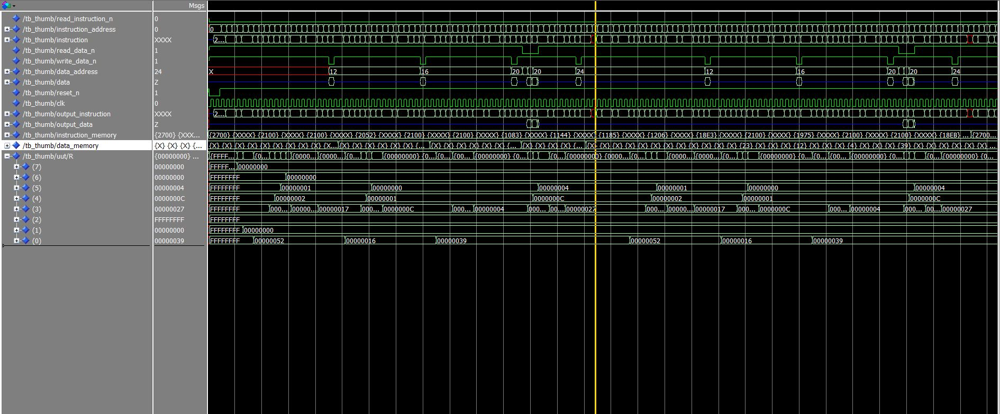 Msgs
/tb_thumb/read_instruction_n 0
/tb_thumb/instruction_address 0 0
/tb_thumb/instruction XXXX 2...
/tb_thumb/read_data_n 1
/tb_thumb/write_data_n 1
/tb_thumb/data_address 24 X 12 16 20 20 24 12 16 20 20 24
/tb_thumb/data Z
/tb_thumb/reset_n 1
/tb_thumb/clk 0
/tb_thumb/output_instruction XXXX 2...
/tb_thumb/output_data Z
/tb_thumb/instruction_memory {2700} {XXX... {2700} {XXXX} {2100} {XXXX} {2100} {XXXX} {2052} {XXXX} {2100} {XXXX} {2100} {XXXX} {1083} {XXXX} {1144} {XXXX} {1185} {XXXX} {1206} {XXXX} {18E3} {XXXX} {2100} {XXXX} {1975} {XXXX} {2100} {XXXX} {2100} {XXXX} {18EB} ... {2700...
/tb_thumb/data_memory {X} {X} {X} {... {X} {X} {X} {X} {X} {X} {X} {X} {X}... {X} {X} {X} {X} {X} {X} {X} ... {X} {X} {X} {X} {X} {X} {... {X} {X} {X} {X} ... {X} {X} {X} {X} {X} {X} {X} {X} {X} {X} {X} {X} {23} {X} {X} {X} {12} {X} {X} {X} {4} {X} {X} {X} {39} {X} {X} {X} {X} {X} {X} ...
/tb_thumb/uut/R {00000000} ... {FFFF... {0... {0000... {0000... {0... {00000000} {0... {0... {00... {00000000} {0... {0... {00000000} {0000... {0... {0000... {0000... {0... {00000000} {0... {0... {00... {00000000} {0... {0... {00000000} {0...
(7) 00000000 FFFFF... 00000000
(6) 00000000 FFFFFFFF 00000000
(5) 00000004 FFFFFFFF 00000001 00000000 00000004 00000001 00000000 00000004
(4) 0000000C FFFFFFFF 00000002 00000001 0000000C 00000002 00000001 0000000C
(3) 00000027 FFFFFFFF 000... 00000... 00000017 000... 0000000C 000... 00000004 000... 00... 00000027 000... 00000... 00000017 000... 0000000C 000... 00000004 000... 00... 00000027
(2) FFFFFFFF FFFFFFFF
(1) 00000000 FFFFFFFF 00000000
(0) 00000039 FFFFFFFF 00000052 00000016 00000039 00000052 00000016 00000039